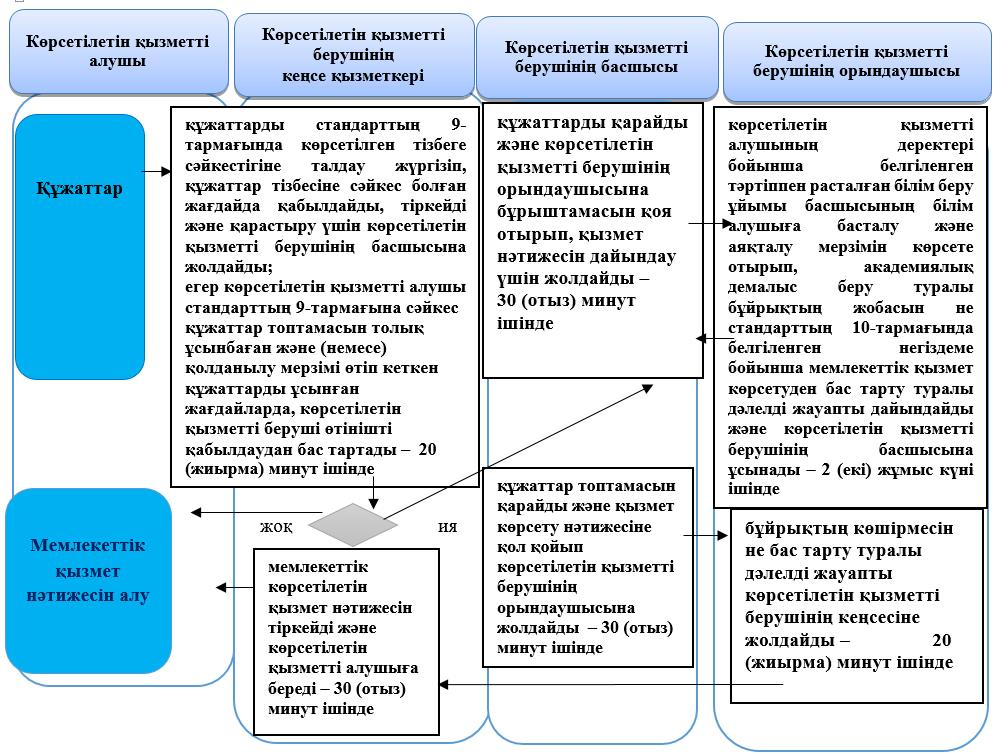 Көрсетілетін қызметті
алушы
Көрсетілетін қызметті
берушінің
кеңсе қызметкері
Көрсетілетін қызметті
берушінің басшысы
Көрсетілетін қызметті
берушінің орындаушысы
Құжаттар
құжаттарды стандарттың 9-
тармағында көрсетілген тізбеге
сәйкестігіне талдау жүргізіп,
құжаттар тізбесіне сәйкес болған
жағдайда қабылдайды, тіркейді
және қарастыру үшін көрсетілетін
қызметті берушінің басшысына
жолдайды;
егер көрсетілетін қызметті алушы
стандарттың 9-тармағына сәйкес
құжаттар топтамасын толық
ұсынбаған және (немесе)
қолданылу мерзімі өтіп кеткен
құжаттарды ұсынған
жағдайларда, көрсетілетін
қызметті беруші өтінішті
қабылдаудан бас тартады – 20
(жиырма) минут ішінде
құжаттарды қарайды
және көрсетілетін
қызметті берушінің
орындаушысына
бұрыштамасын қоя
отырып, қызмет
нәтижесін дайындау
үшін жолдайды –
30 (отыз) минут
ішінде
көрсетілетін қызметті
алушының деректері
бойынша белгіленген
тәртіппен расталған білім беру
ұйымы басшысының білім
алушыға басталу және
аяқталу мерзімін көрсете
отырып, академиялық
демалыс беру туралы
бұйрықтың жобасын не
стандарттың 10-тармағында
белгіленген негіздеме
бойынша мемлекеттік қызмет
көрсетуден бас тарту туралы
дәлелді жауапты дайындайды
және көрсетілетін қызметті
берушінің басшысына
ұсынады – 2 (екі) жұмыс күні
ішінде
жоқ
ия
Мемлекеттік
қызмет
нәтижесін алу
мемлекеттік
көрсетілетін
қызмет нәтижесін
тіркейді және
көрсетілетін
қызметті алушыға
береді – 30 (отыз)
минут ішінде
құжаттар топтамасын
қарайды және қызмет
көрсету нәтижесіне
қол қойып
көрсетілетін қызметті
берушінің
орындаушысына
жолдайды – 30 (отыз)
минут ішінде
бұйрықтың көшірмесін
не бас тарту туралы
дәлелді жауапты
көрсетілетін қызметті
берушінің кеңсесіне
жолдайды – 20
(жиырма) минут ішінде